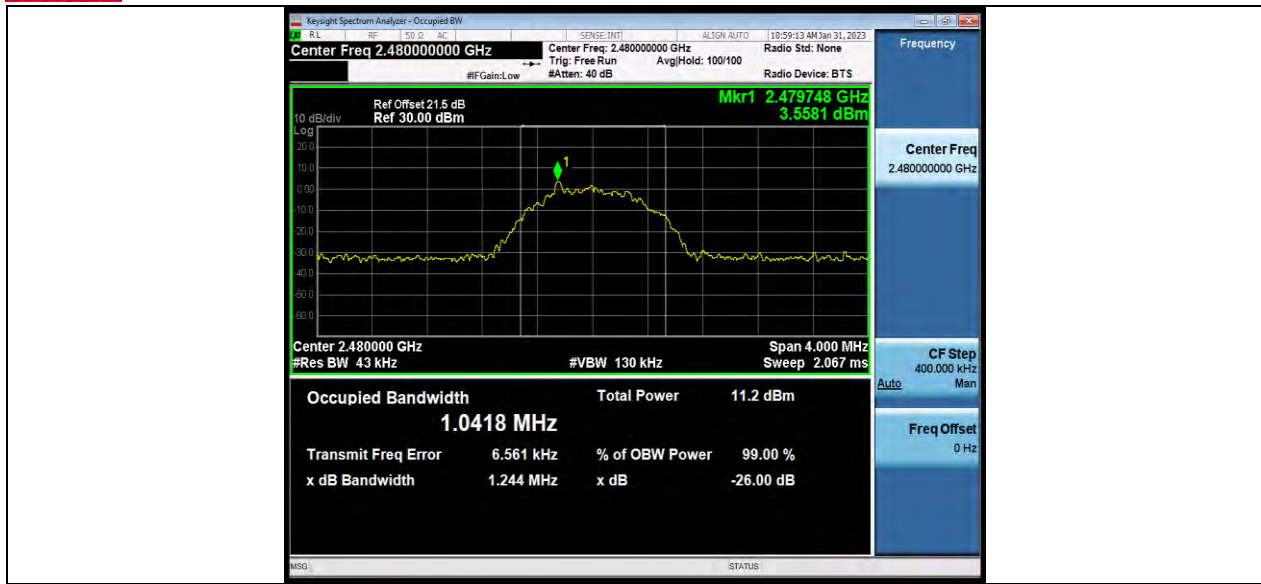 Keysight Spectrum Analyzer - Occupied BW
RL RF 50 Ω AC SENSE:INT ALIGN AUTO 10:59:13 AM Jan 31, 2023
Center Freq 2.480000000 GHz
Center Freq: 2.480000000 GHz
Radio Std: None
Trig: Free Run Avg|Hold: 100/100
#IFGain:Low
#Atten: 40 dB
Radio Device: BTS
Frequency
Mkr1 2.479748 GHz
3.5581 dBm
Ref Offset 21.5 dB
10 dB/div Ref 30.00 dBm
Log
20.0
10.0
0.00
-10.0
-20.0
-30.0
-40.0
-50.0
-60.0
1
Center Freq
2.480000000 GHz
Center 2.480000 GHz
Span 4.000 MHz
#Res BW 43 kHz
#VBW 130 kHz
Sweep 2.067 ms
CF Step
400.000 kHz
Auto Man
Occupied Bandwidth
1.0418 MHz
Total Power 11.2 dBm
Transmit Freq Error 6.561 kHz
% of OBW Power 99.00 %
x dB Bandwidth 1.244 MHz
x dB -26.00 dB
Freq Offset
0 Hz
MSG
STATUS